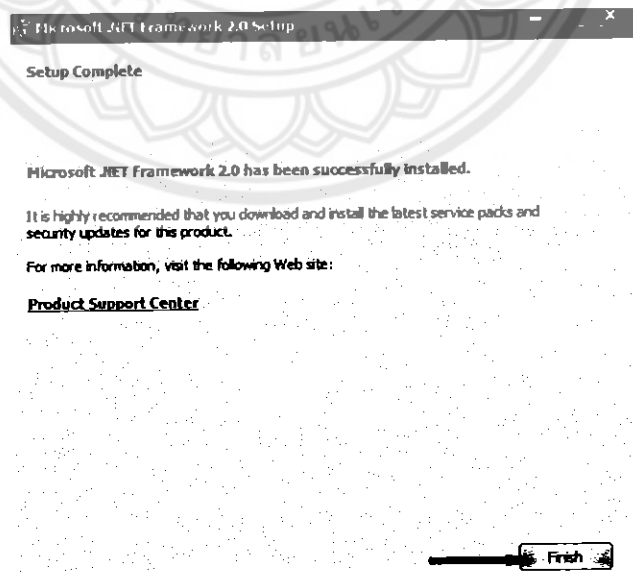 Microsoft .NET Framework 2.0 Setup
Setup Complete
Microsoft .NET Framework 2.0 has been successfully installed.
It is highly recommended that you download and install the latest service packs and
security updates for this product.
For more information, visit the following Web site:
Product Support Center
Finish